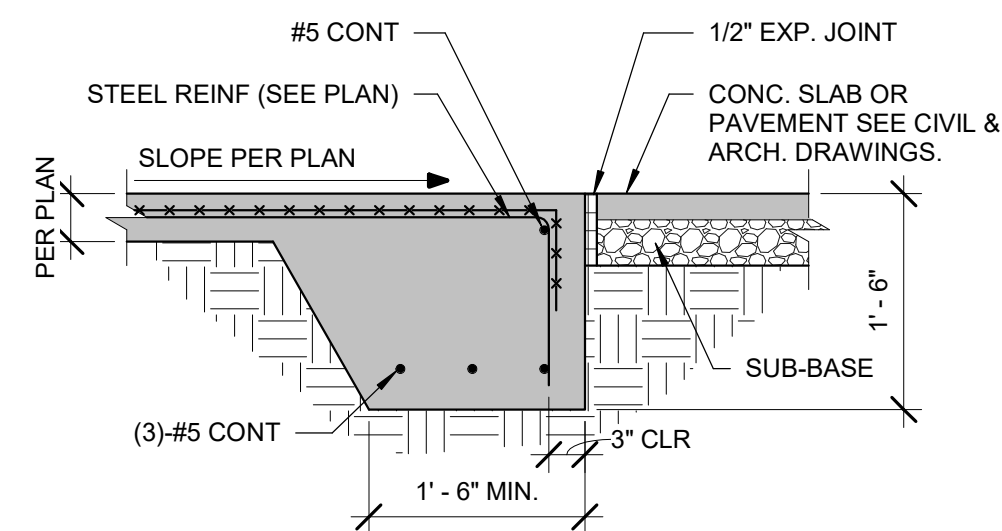 #5 CONT
1/2" EXP. JOINT
STEEL REINF (SEE PLAN)
CONC. SLAB OR
PAVEMENT SEE CIVIL &
ARCH. DRAWINGS.
SLOPE PER PLAN
PER PLAN
1' - 6"
SUB-BASE
(3)-#5 CONT
3" CLR
1' - 6" MIN.